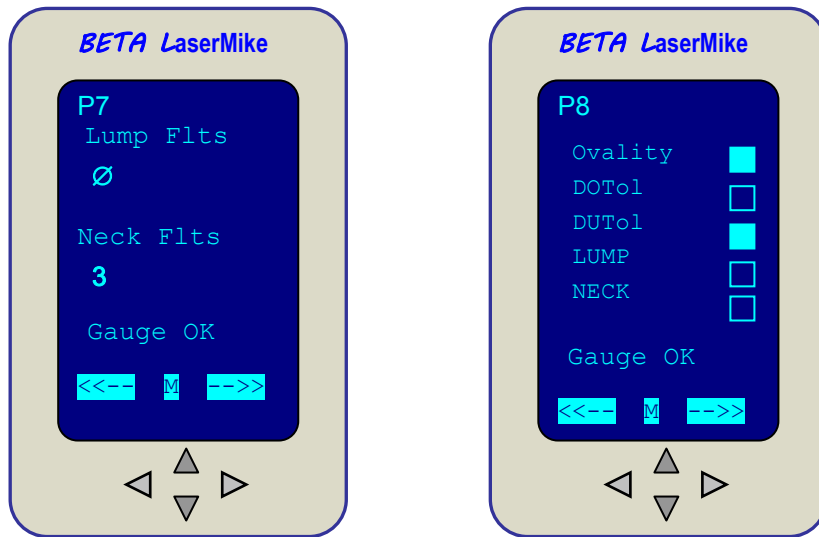 BETA LaserMike
P7
Lump Flts
Ø
Neck Flts
3
Gauge OK
<<-- M -->>
BETA LaserMike
P8
Ovality
DOTol
DUTol
LUMP
NECK
Gauge OK
<<-- M -->>